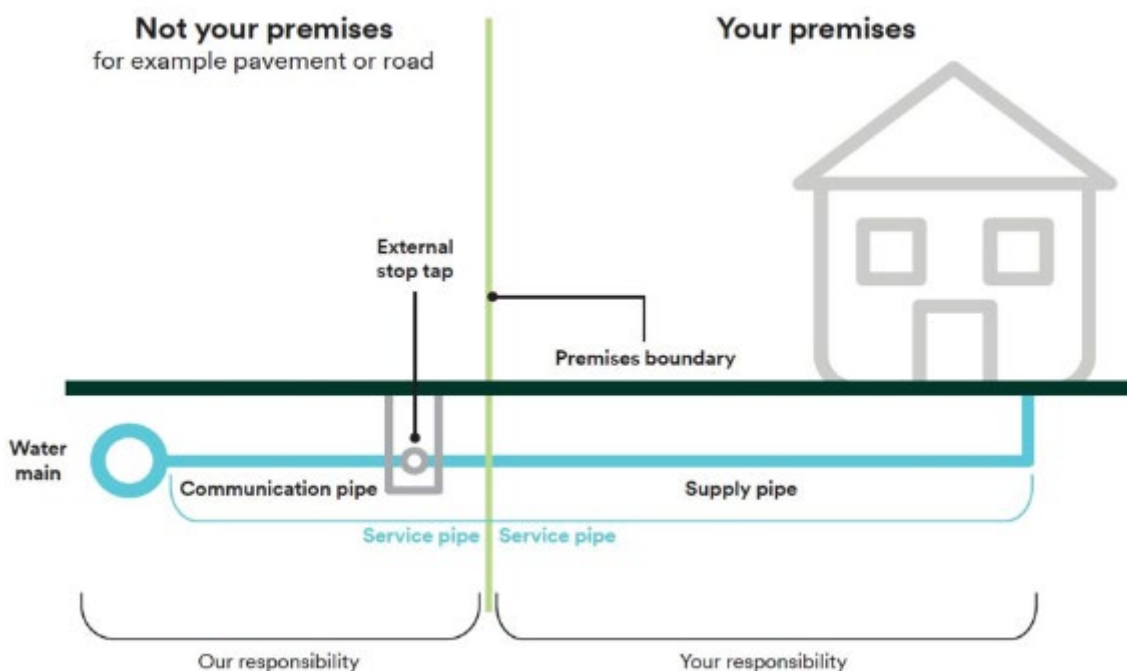 Not your premises
for example pavement or road
Your premises
External
stop tap
Premises boundary
Water
main
Communication pipe
Supply pipe
Service pipe
Service pipe
Our responsibility
Your responsibility